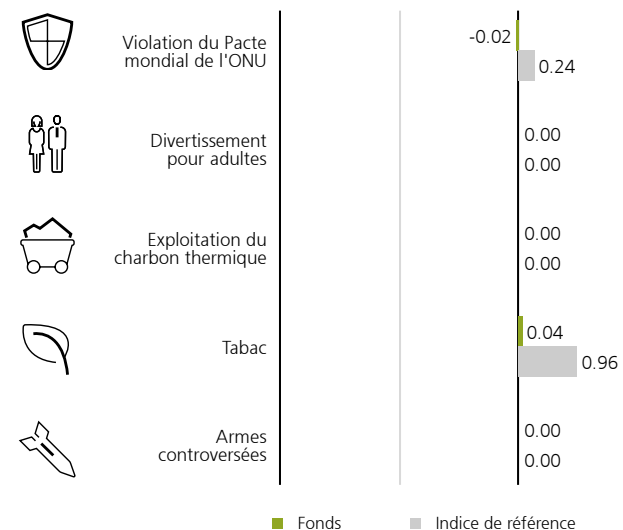 Violation du Pacte
mondial de l'ONU
-0.02
0.24
Divertissement
pour adultes
0.00
0.00
Exploitation du
charbon thermique
0.00
0.00
Tabac
0.04
0.96
Armes
controversées
0.00
0.00
Fonds
Indice de référence